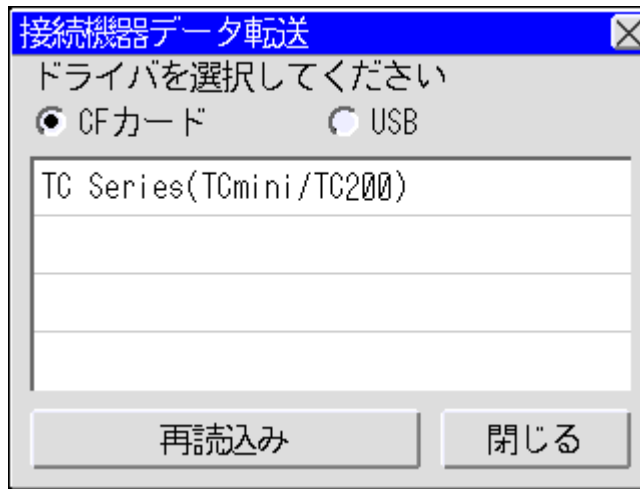 接続機器データ転送
ドライバを選択してください
CFカード USB
TC Series(TCmini/TC200)
再読込み 閉じる